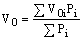 V₀ = ∑ V₀ᵢPᵢ / ∑ Pᵢ